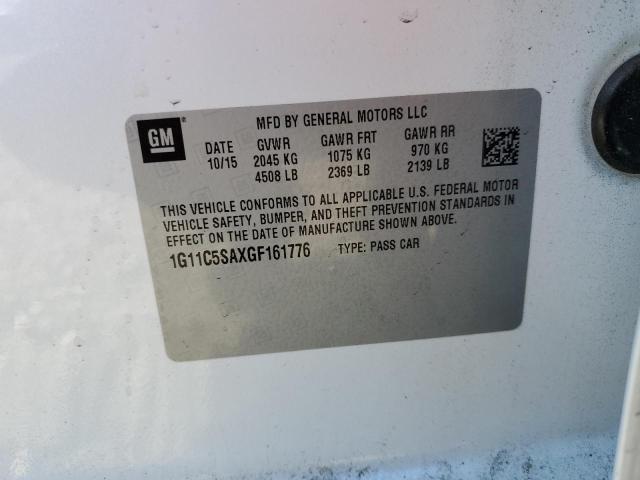 MFD BY GENERAL MOTORS LLC
GM
DATE GVWR GAWR FRT GAWR RR
10/15 2045 KG 1075 KG 970 KG
4508 LB 2369 LB 2139 LB
THIS VEHICLE CONFORMS TO ALL APPLICABLE U.S. FEDERAL MOTOR
VEHICLE SAFETY, BUMPER, AND THEFT PREVENTION STANDARDS IN
EFFECT ON THE DATE OF MANUFACTURE SHOWN ABOVE.
1G11C5SAXGF161776 TYPE: PASS CAR